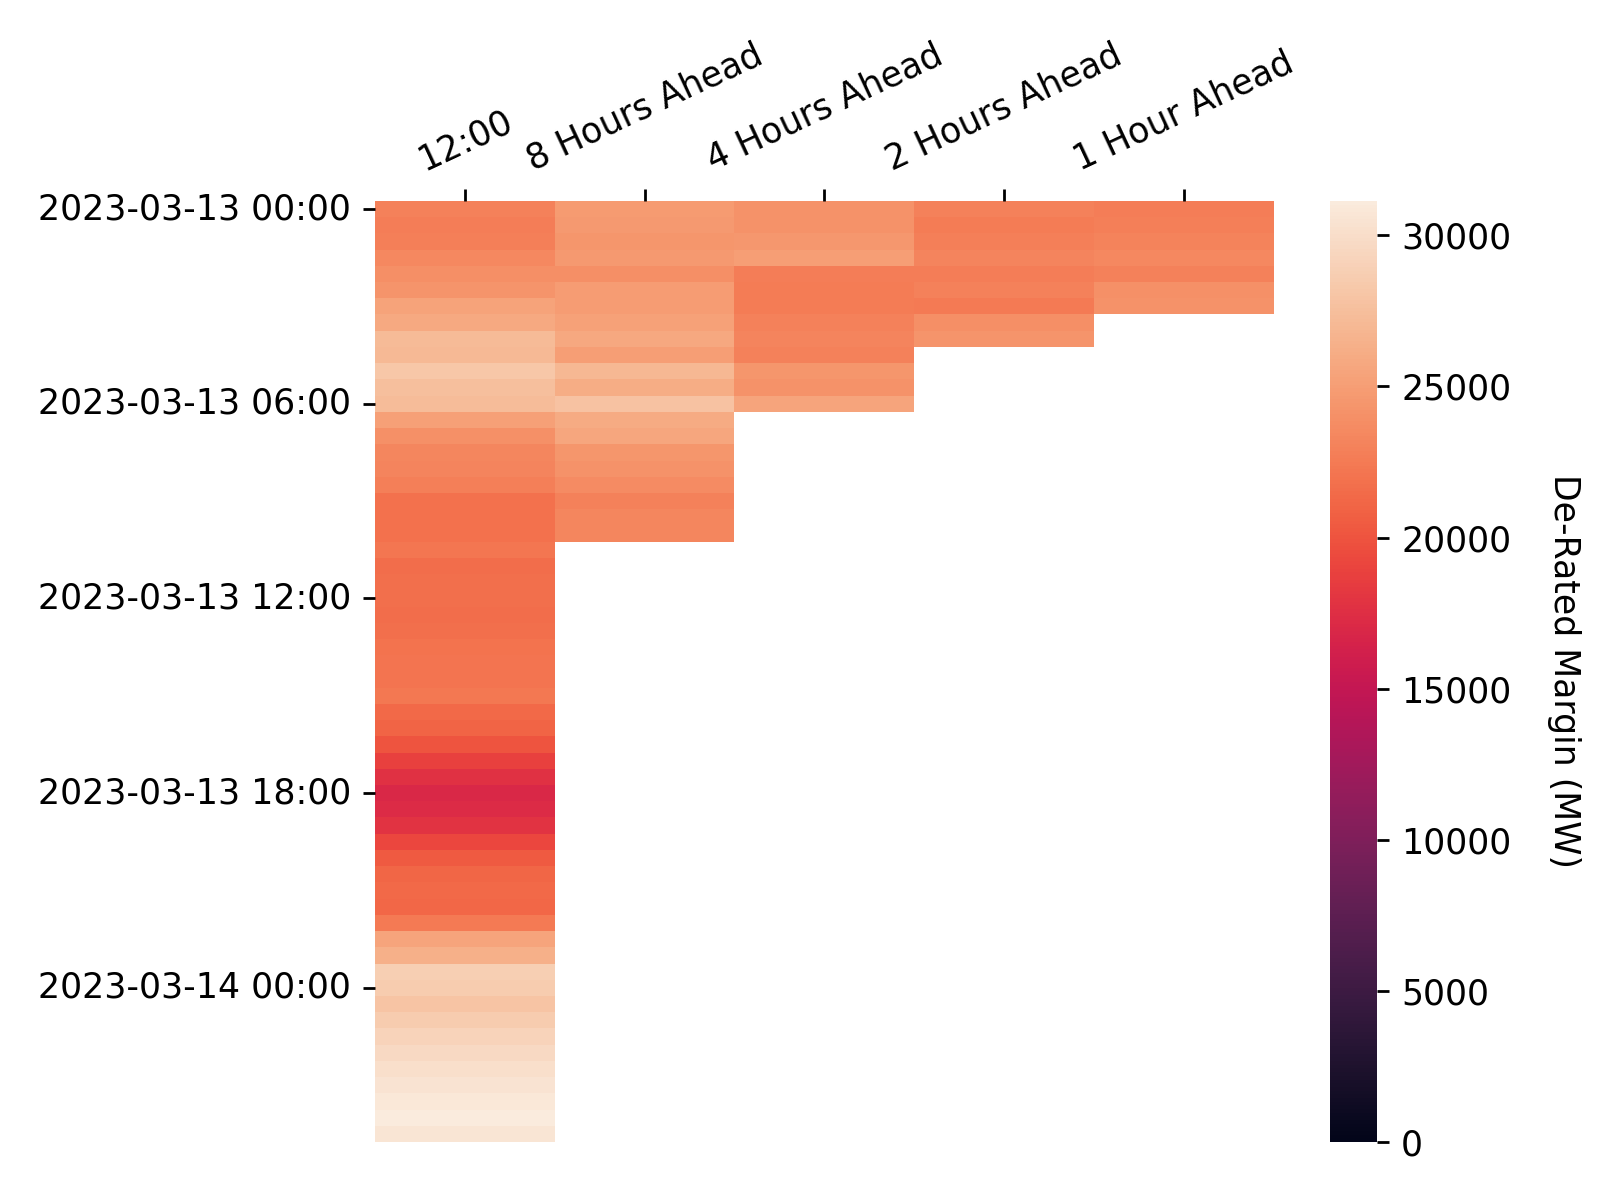 12:00
8 Hours Ahead
4 Hours Ahead
2 Hours Ahead
1 Hour Ahead
2023-03-13 00:00
2023-03-13 06:00
2023-03-13 12:00
2023-03-13 18:00
2023-03-14 00:00
30000
25000
20000
15000
10000
5000
0
De-Rated Margin (MW)